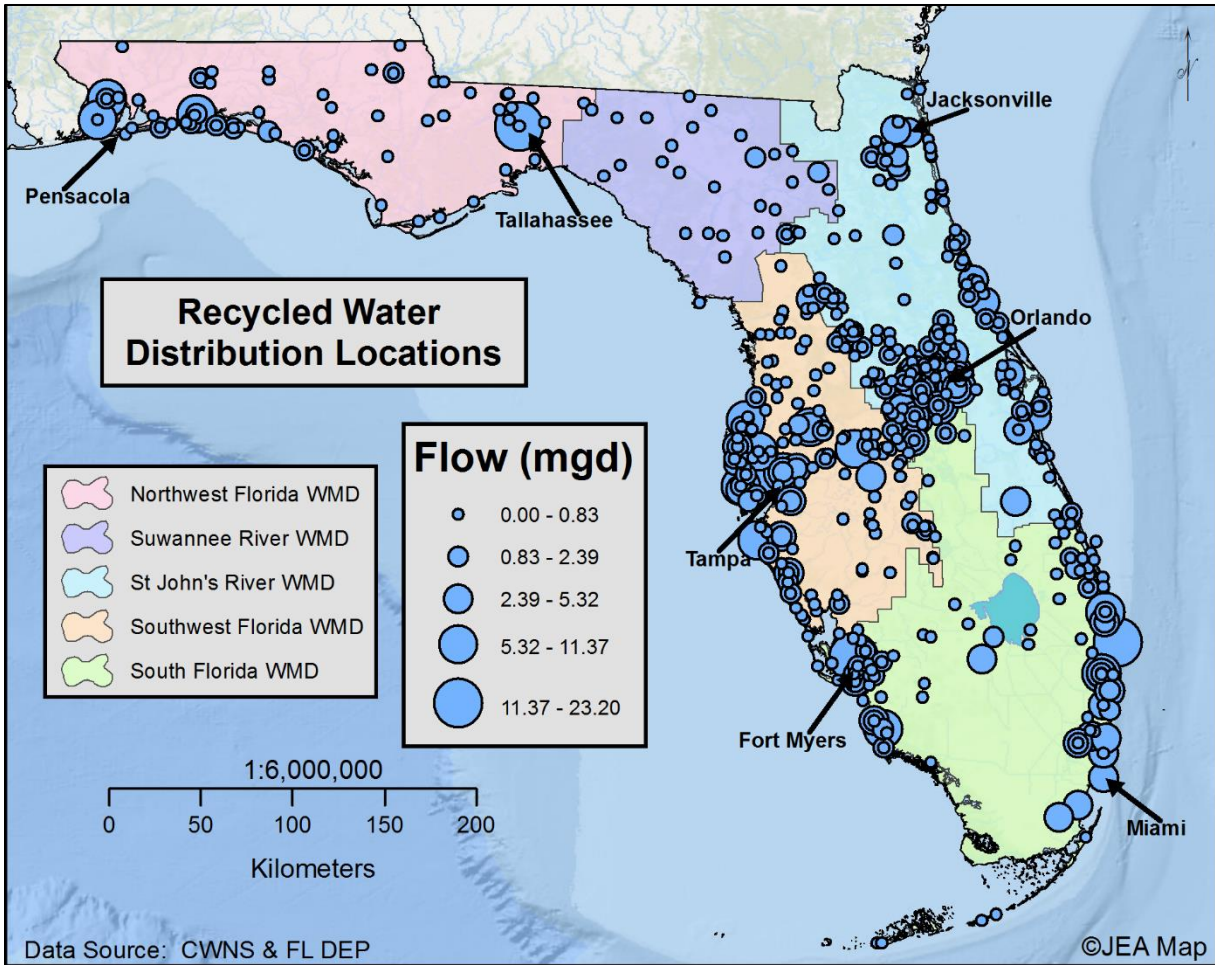 N
Jacksonville
Pensacola
Tallahassee
Recycled Water
Distribution Locations
Orlando
Flow (mgd)
0.00 - 0.83
0.83 - 2.39
2.39 - 5.32
5.32 - 11.37
11.37 - 23.20
Northwest Florida WMD
Suwannee River WMD
St John's River WMD
Southwest Florida WMD
South Florida WMD
Tampa
Fort Myers
Miami
1:6,000,000
0 50 100 150 200
Kilometers
Data Source: CWNS & FL DEP
©JEA Map